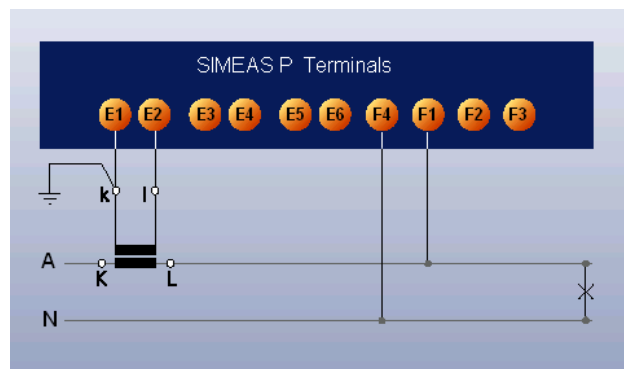 SIMEAS P Terminals
E1 E2 E3 E4 E5 E6 F4 F1 F2 F3
k l
A
K L
N